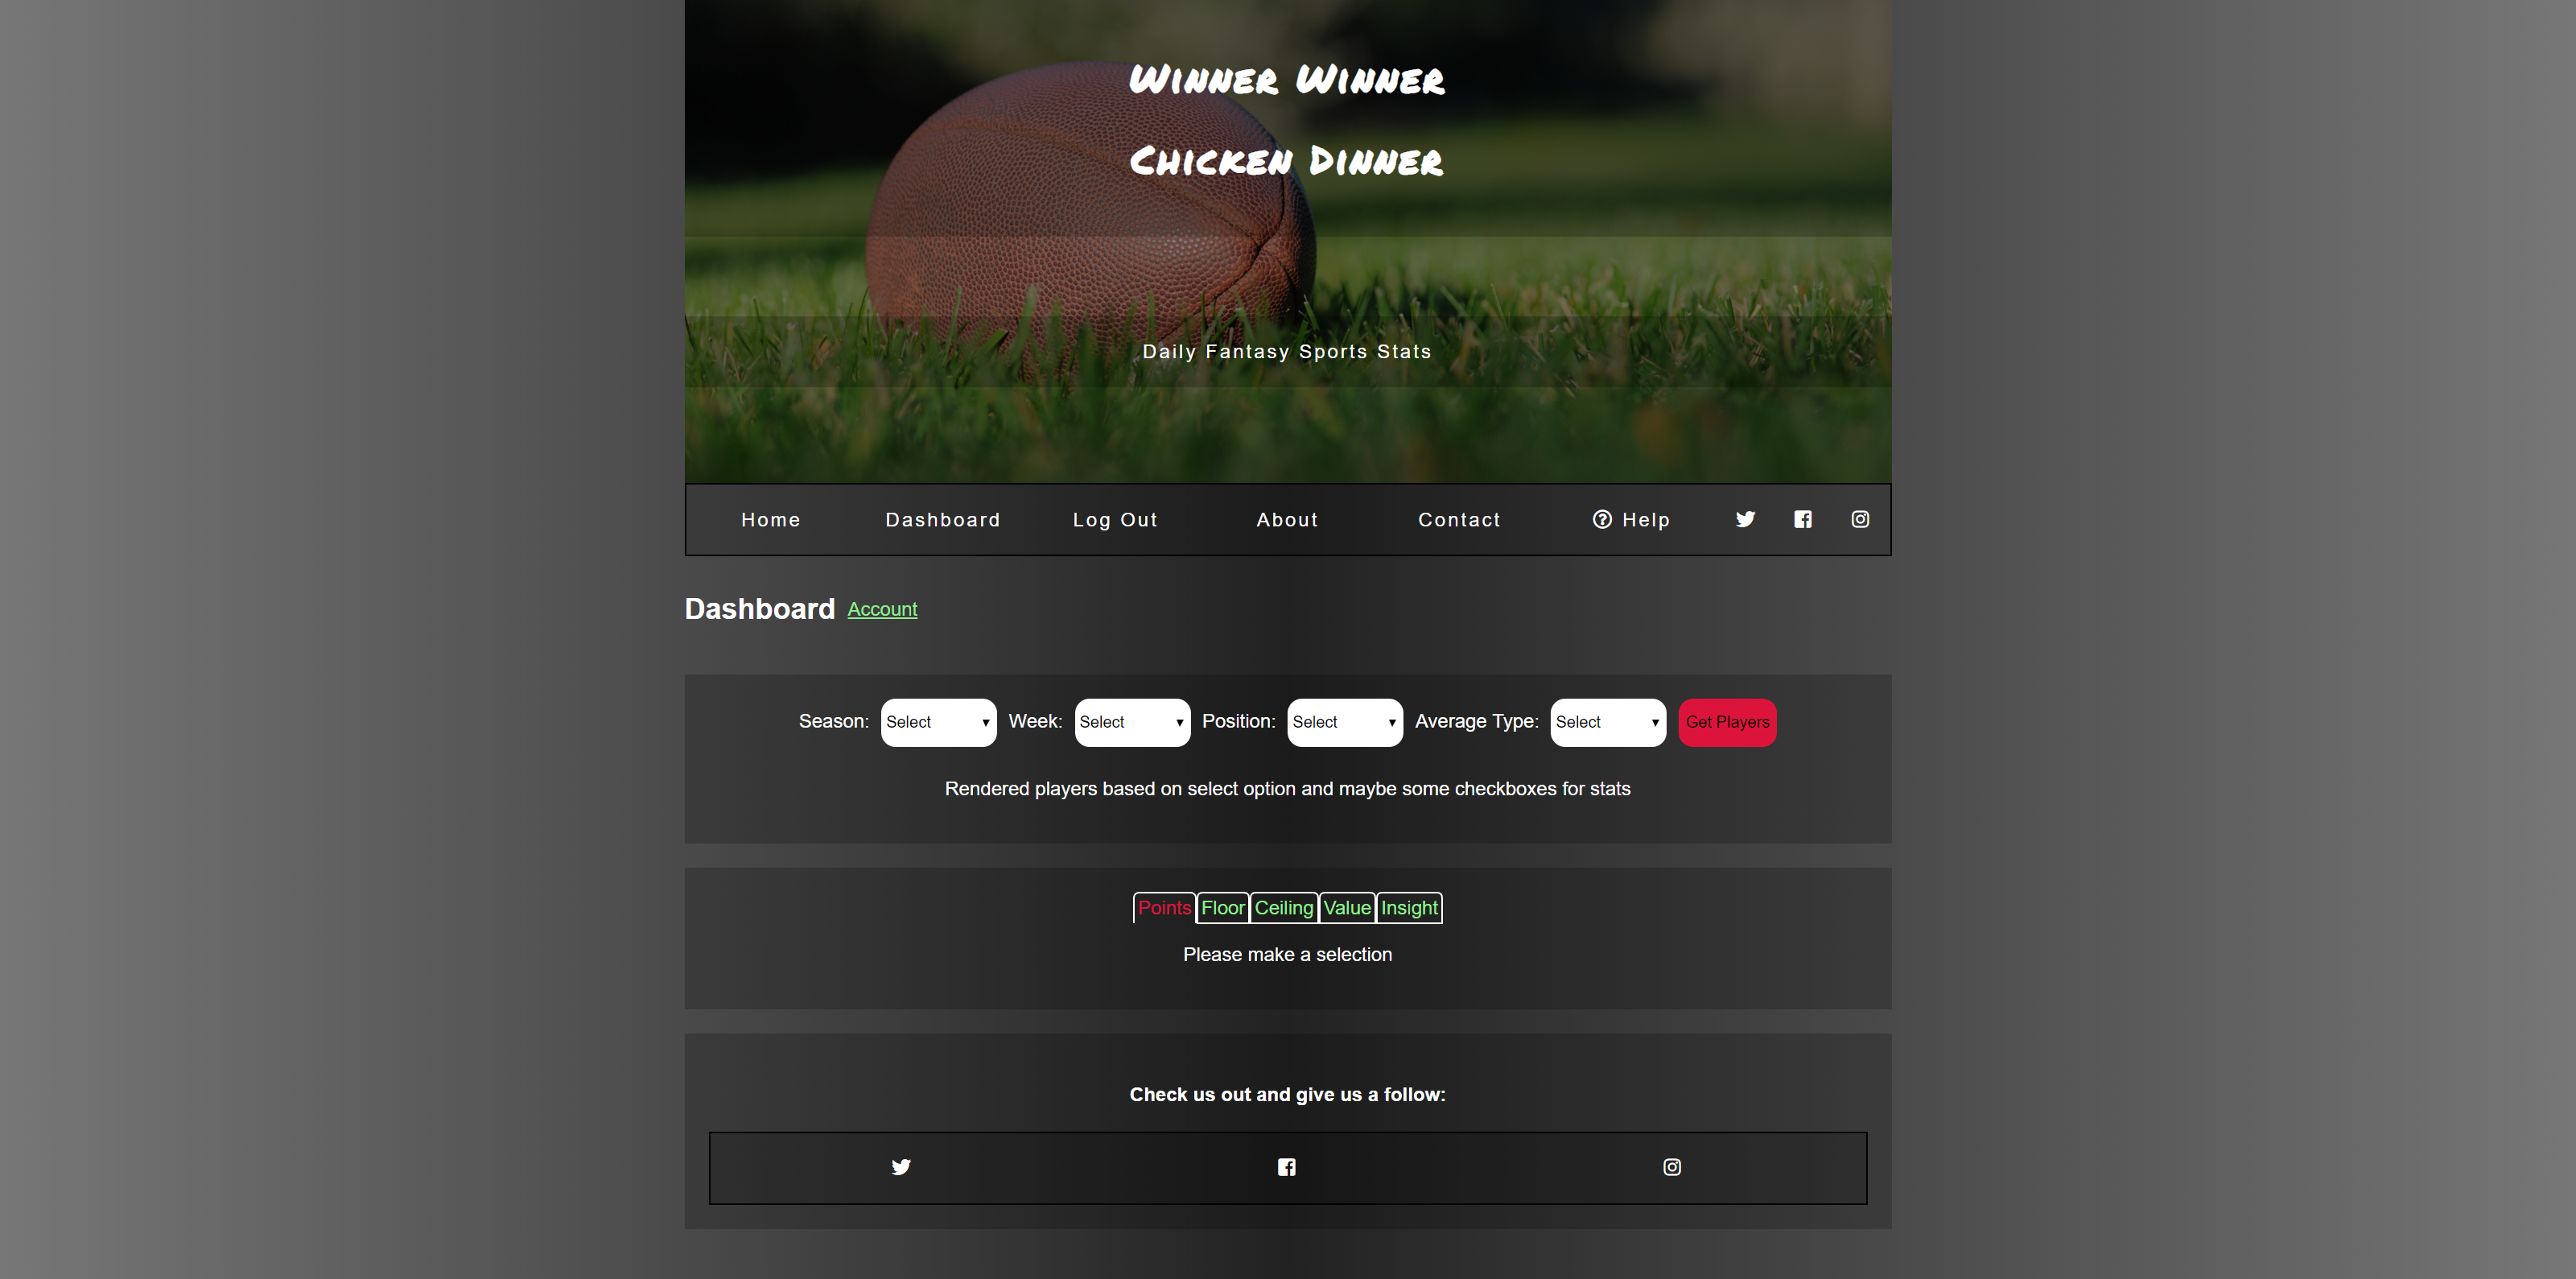 Winner Winner
Chicken Dinner
Daily Fantasy Sports Stats
Home Dashboard Log Out About Contact Help
Dashboard Account
Season: Select Week: Select Position: Select Average Type: Select Get Players
Rendered players based on select option and maybe some checkboxes for stats
Points Floor Ceiling Value Insight
Please make a selection
Check us out and give us a follow: